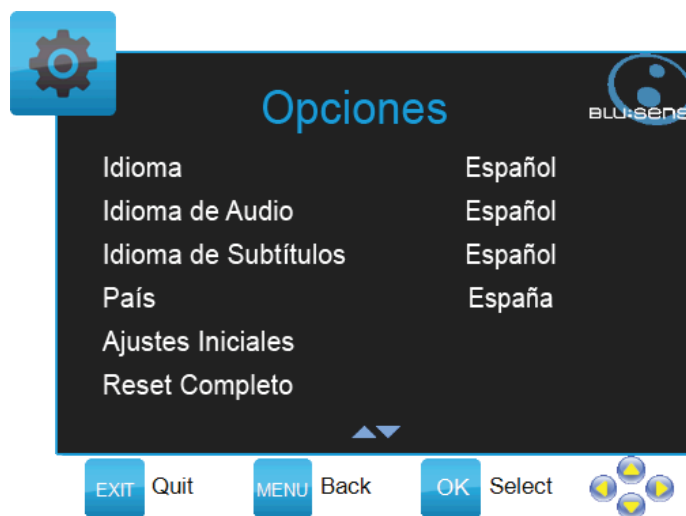 Opciones
BLU:sens
Idioma Español
Idioma de Audio Español
Idioma de Subtítulos Español
País España
Ajustes Iniciales
Reset Completo
EXIT Quit MENU Back OK Select